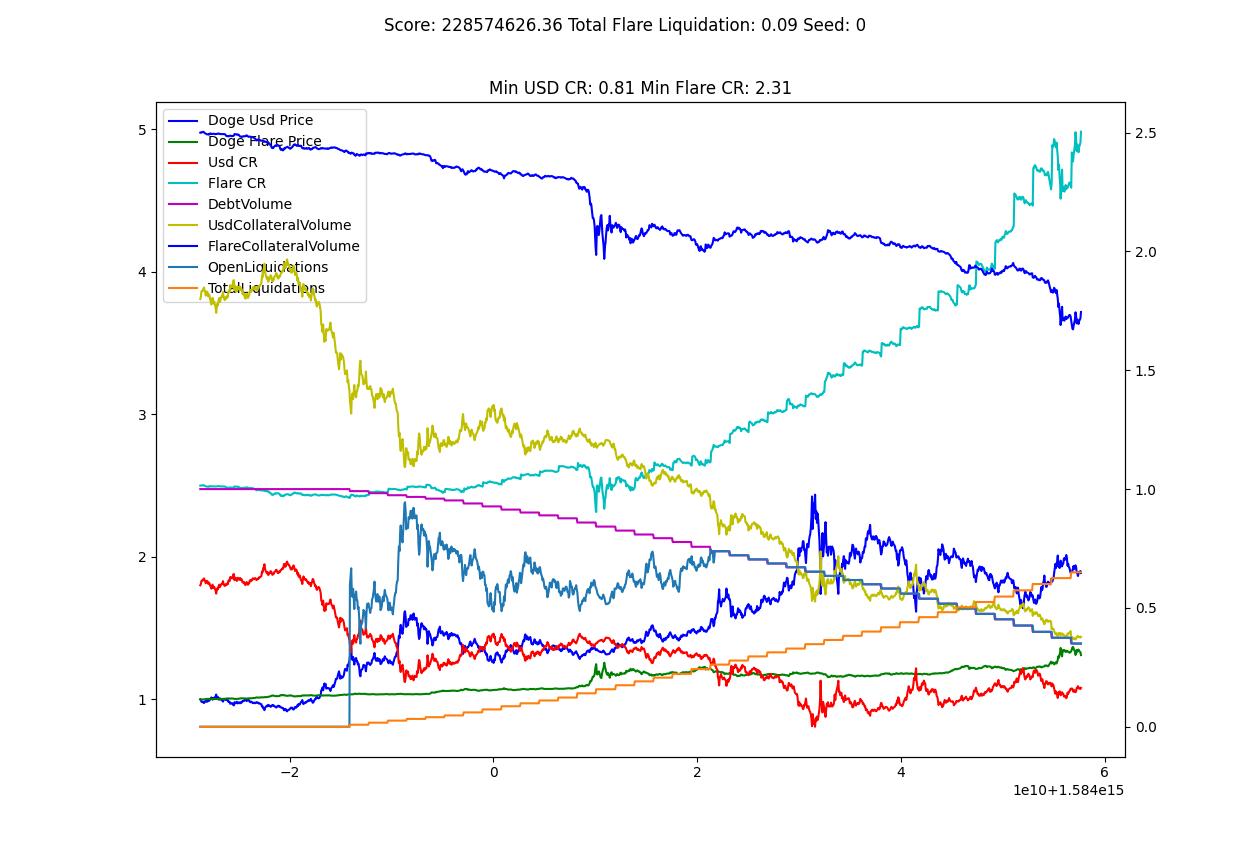 Score: 228574626.36 Total Flare Liquidation: 0.09 Seed: 0
Min USD CR: 0.81 Min Flare CR: 2.31
Doge Usd Price
Doge Flare Price
Usd CR
Flare CR
DebtVolume
UsdCollateralVolume
FlareCollateralVolume
OpenLiquidations
TotalLiquidations
5
4
3
2
1
2.5
2.0
1.5
1.0
0.5
0.0
−2 0 2 4 6
1e10+1.584e15